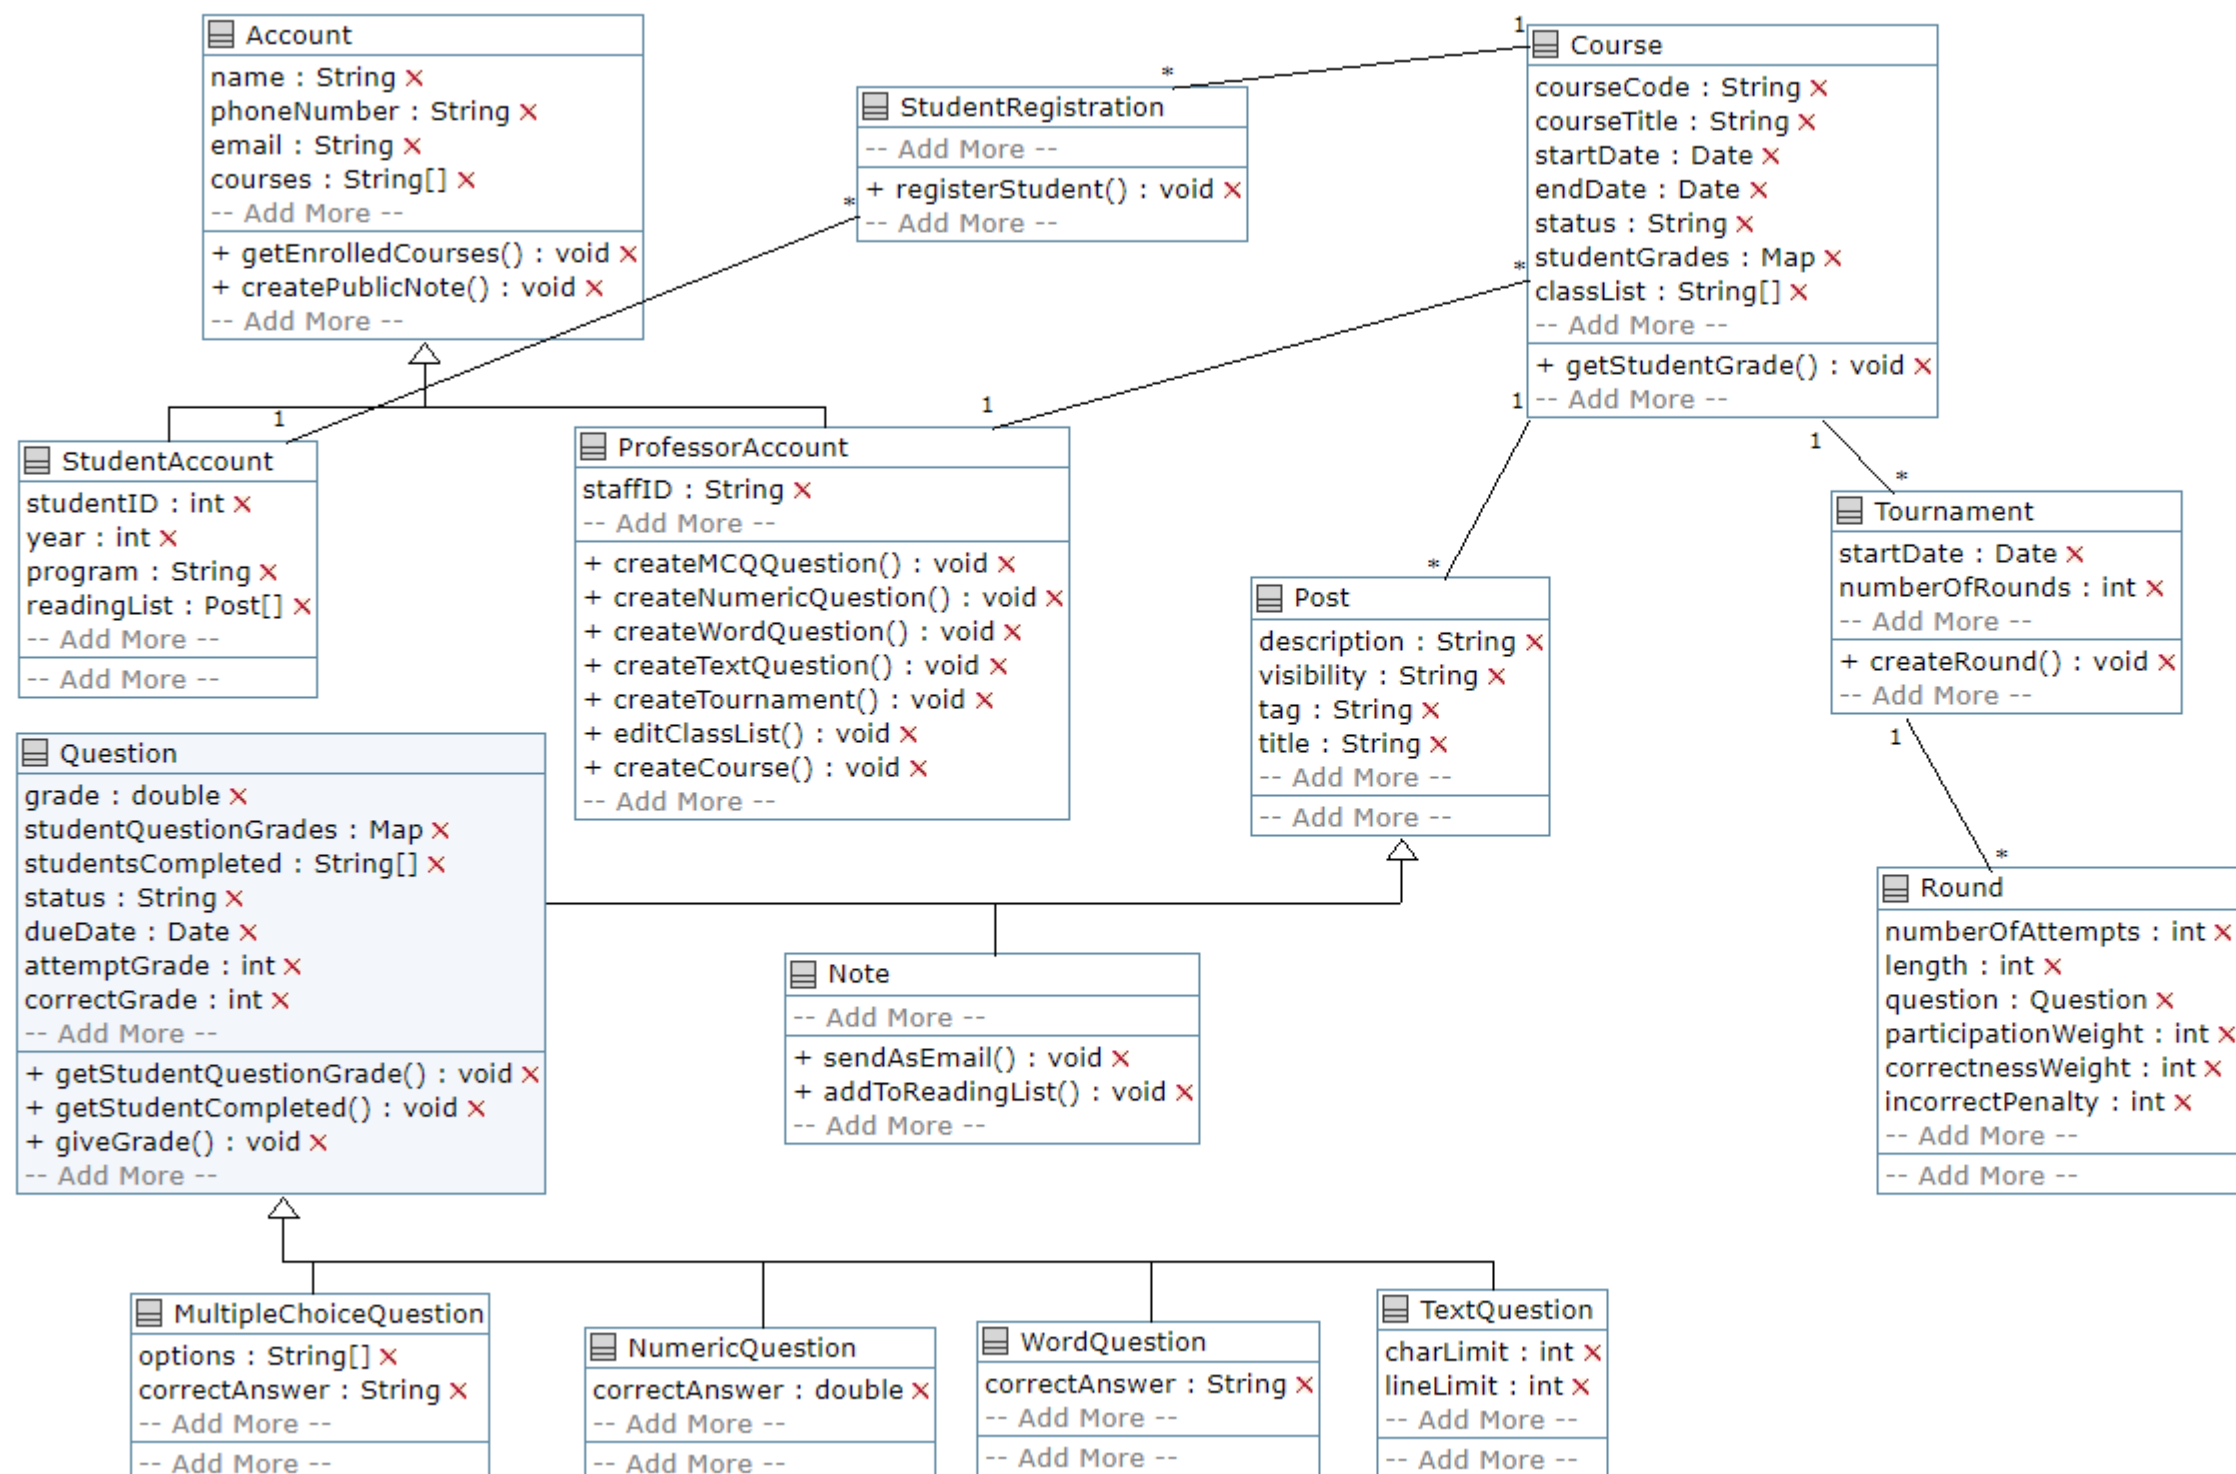 Account
name : String
phoneNumber : String
email : String
courses : String[]
-- Add More --
+ getEnrolledCourses() : void
+ createPublicNote() : void
-- Add More --
1
*
StudentRegistration
-- Add More --
+ registerStudent() : void
-- Add More --
*
1
Course
courseCode : String
courseTitle : String
startDate : Date
endDate : Date
status : String
studentGrades : Map
classList : String[]
-- Add More --
+ getStudentGrade() : void
-- Add More --
*
1
1
1
*
*
StudentAccount
studentID : int
year : int
program : String
readingList : Post[]
-- Add More --
-- Add More --
ProfessorAccount
staffID : String
-- Add More --
+ createMCQQuestion() : void
+ createNumericQuestion() : void
+ createWordQuestion() : void
+ createTextQuestion() : void
+ createTournament() : void
+ editClassList() : void
+ createCourse() : void
-- Add More --
Post
description : String
visibility : String
tag : String
title : String
-- Add More --
-- Add More --
Tournament
startDate : Date
numberOfRounds : int
-- Add More --
+ createRound() : void
-- Add More --
1
*
Question
grade : double
studentQuestionGrades : Map
studentsCompleted : String[]
status : String
dueDate : Date
attemptGrade : int
correctGrade : int
-- Add More --
+ getStudentQuestionGrade() : void
+ getStudentCompleted() : void
+ giveGrade() : void
-- Add More --
Note
-- Add More --
+ sendAsEmail() : void
+ addToReadingList() : void
-- Add More --
Round
numberOfAttempts : int
length : int
question : Question
participationWeight : int
correctnessWeight : int
incorrectPenalty : int
-- Add More --
-- Add More --
MultipleChoiceQuestion
options : String[]
correctAnswer : String
-- Add More --
-- Add More --
NumericQuestion
correctAnswer : double
-- Add More --
-- Add More --
WordQuestion
correctAnswer : String
-- Add More --
-- Add More --
TextQuestion
charLimit : int
lineLimit : int
-- Add More --
-- Add More --